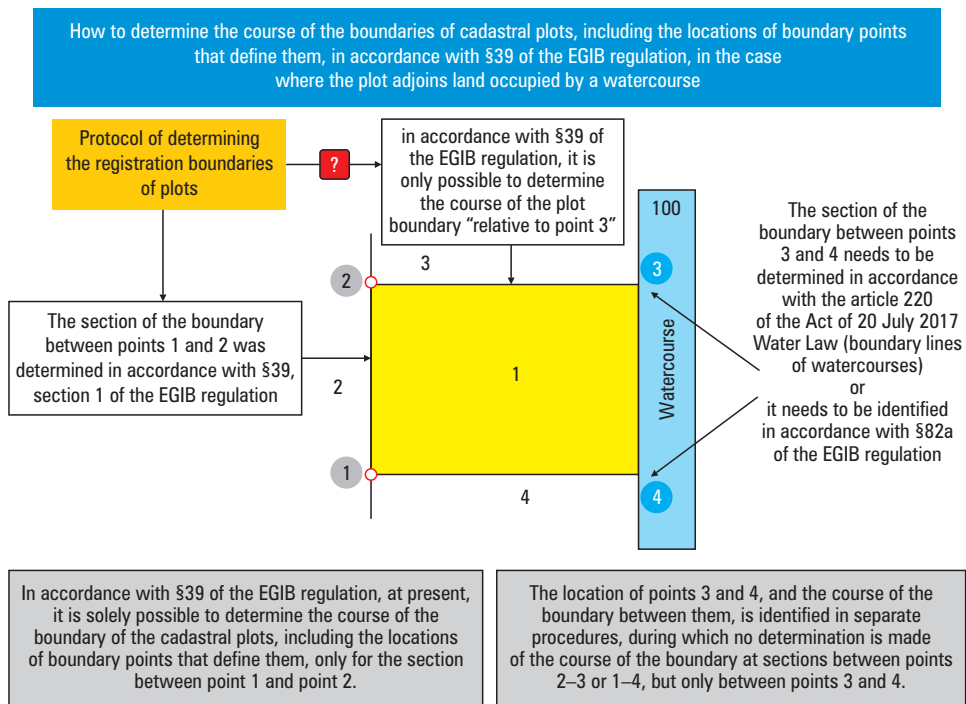 How to determine the course of the boundaries of cadastral plots, including the locations of boundary points
that define them, in accordance with §39 of the EGIB regulation, in the case
where the plot adjoins land occupied by a watercourse
Protocol of determining
the registration boundaries
of plots
?
in accordance with §39 of
the EGIB regulation, it is
only possible to determine
the course of the plot
boundary “relative to point 3”
100
The section of the
boundary between points
3 and 4 needs to be
determined in accordance
with the article 220
of the Act of 20 July 2017
Water Law (boundary lines
of watercourses)
or
it needs to be identified
in accordance with §82a
of the EGIB regulation
3
2
3
The section of the boundary
between points 1 and 2 was
determined in accordance with §39,
section 1 of the EGIB regulation
2
1
Watercourse
1
4
4
In accordance with §39 of the EGIB regulation, at present,
it is solely possible to determine the course of the
boundary of the cadastral plots, including the locations
of boundary points that define them, only for the section
between point 1 and point 2.
The location of points 3 and 4, and the course of the
boundary between them, is identified in separate
procedures, during which no determination is made
of the course of the boundary at sections between points
2–3 or 1–4, but only between points 3 and 4.